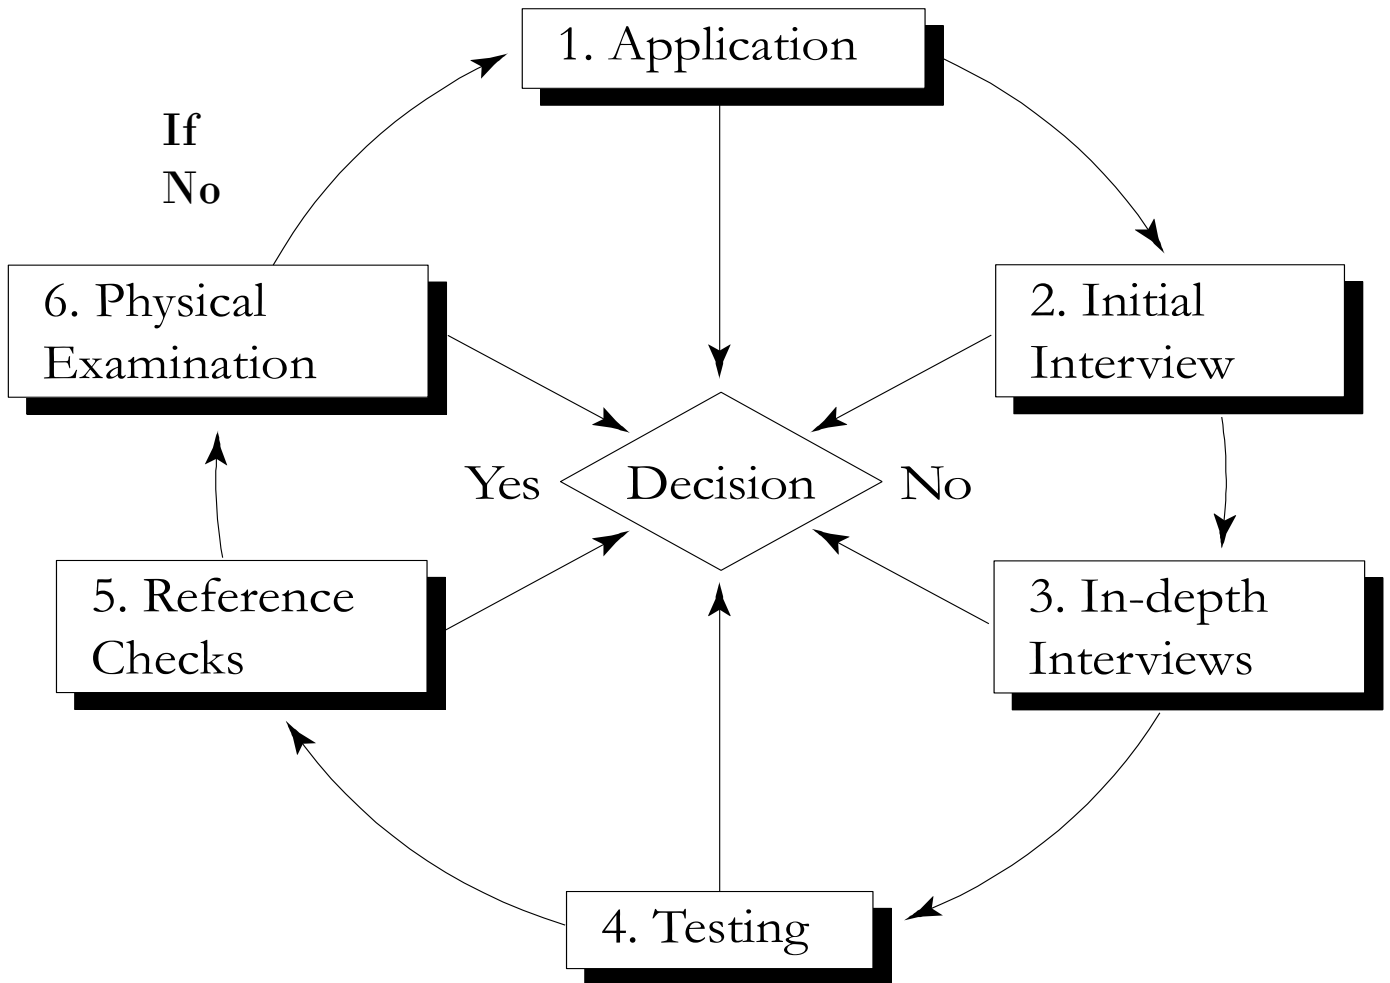 1. Application
If
No
6. Physical
Examination
2. Initial
Interview
Yes
Decision
No
5. Reference
Checks
3. In-depth
Interviews
4. Testing